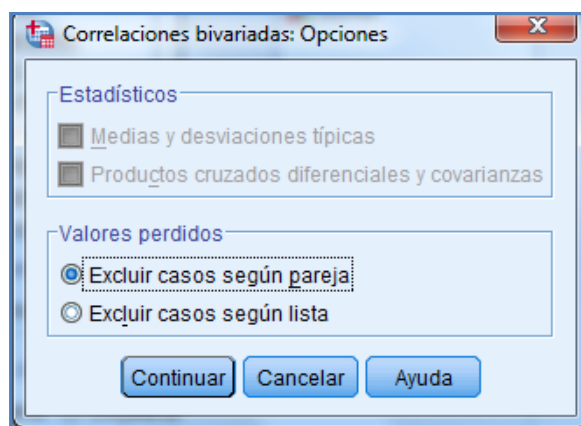 Correlaciones bivariadas: Opciones
Estadísticos
Medias y desviaciones típicas
Productos cruzados diferenciales y covarianzas
Valores perdidos
Excluir casos según pareja
Excluir casos según lista
Continuar Cancelar Ayuda